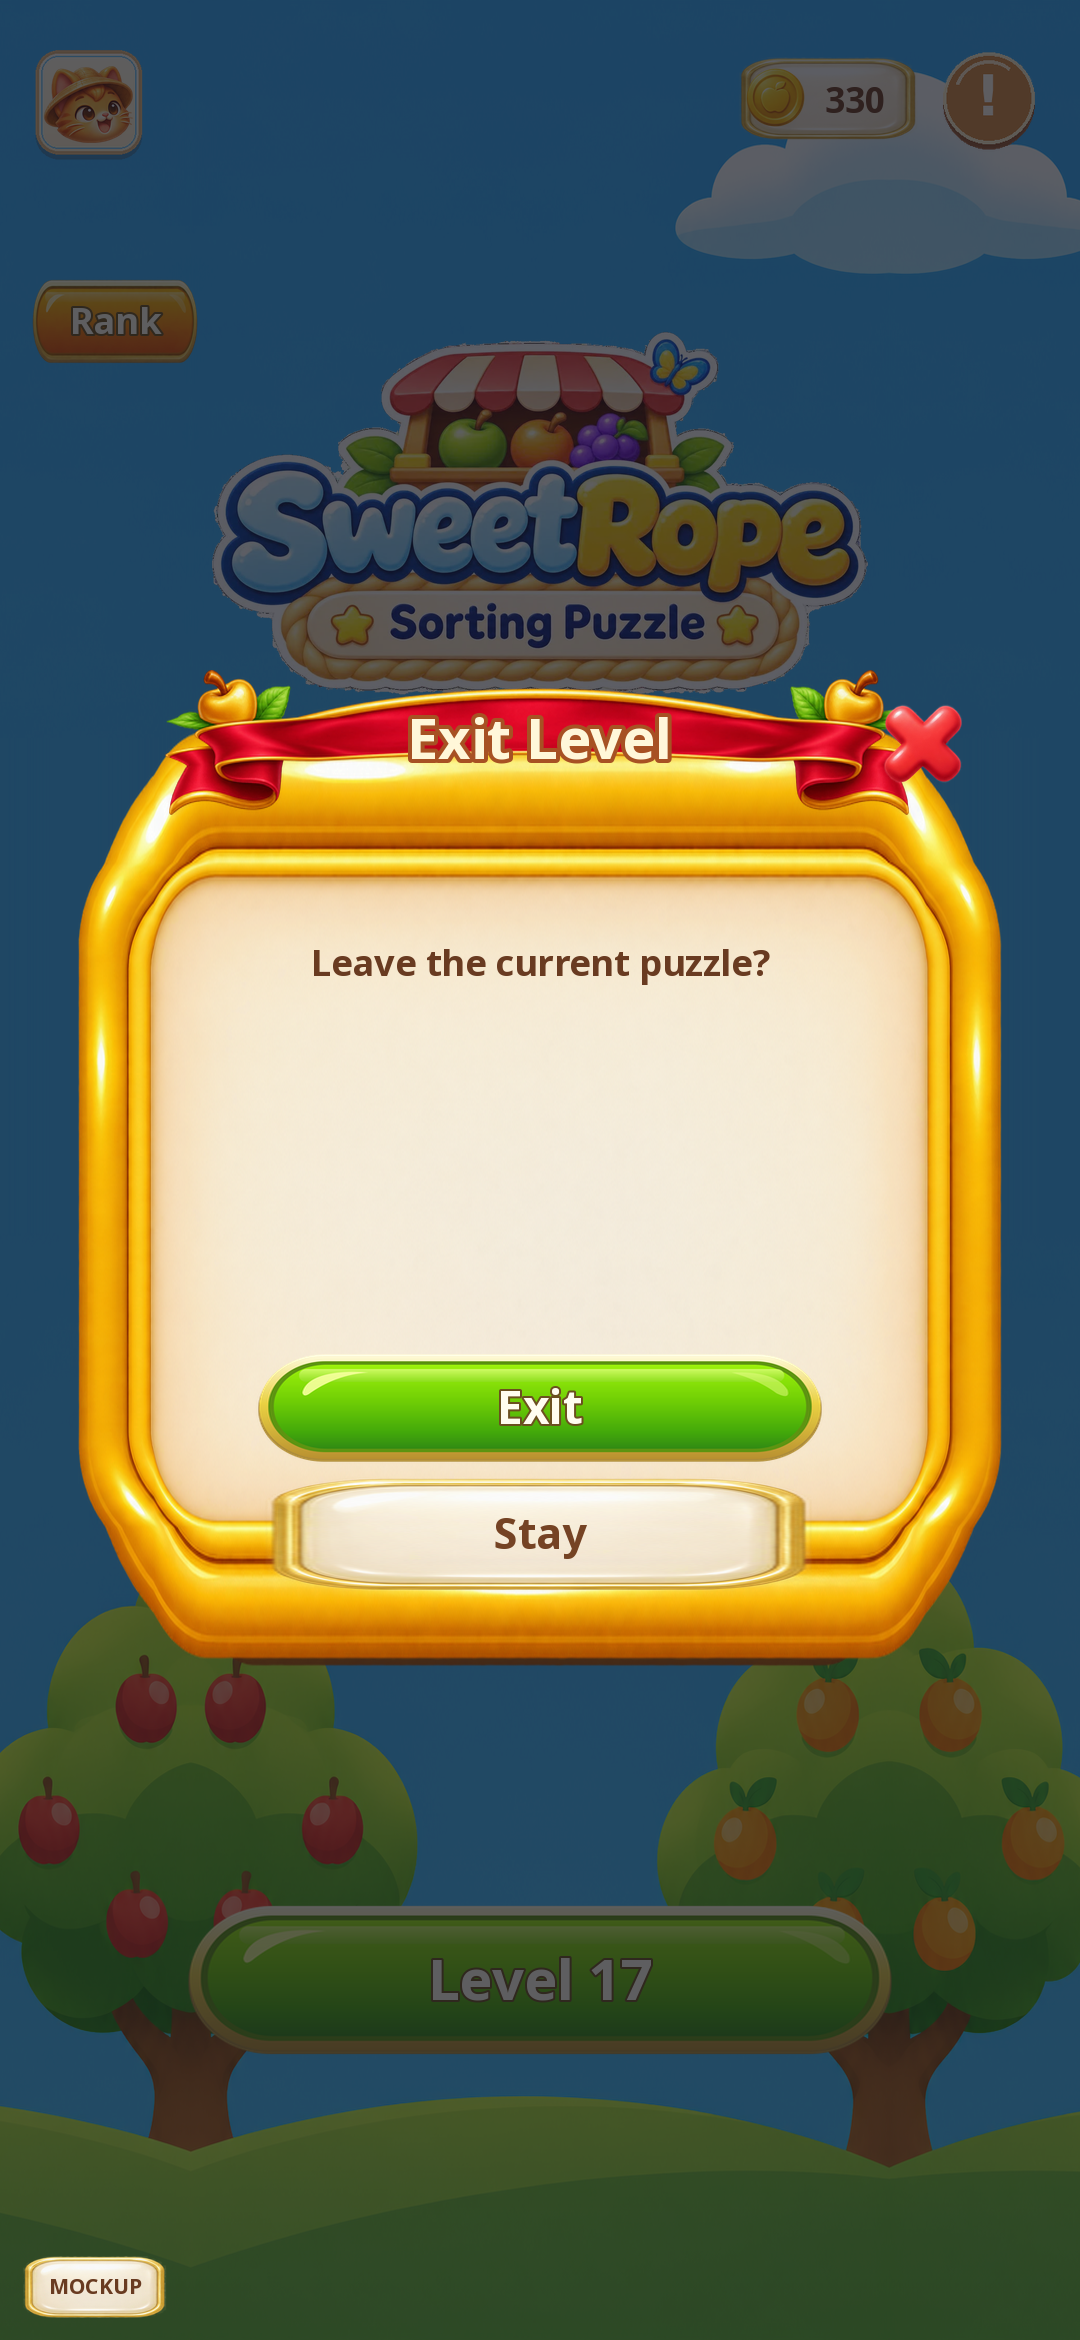 330
!
Rank
SweetRope
Sorting Puzzle
Exit Level
Leave the current puzzle?
Exit
Stay
Level 17
MOCKUP